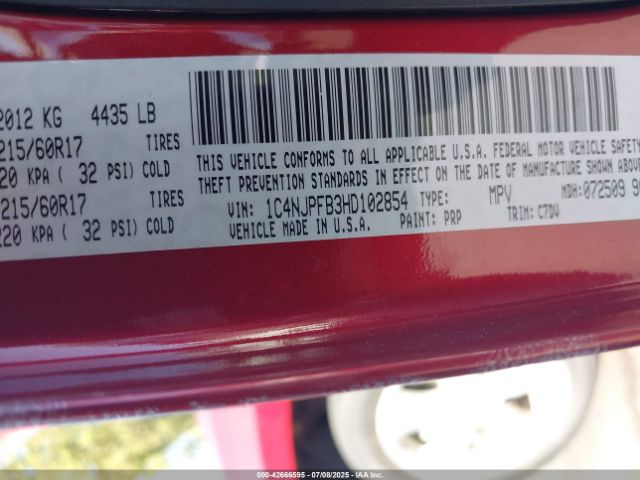 2012 KG 4435 LB
215/60R17 TIRES
220 KPA ( 32 PSI) COLD
215/60R17 TIRES
220 KPA ( 32 PSI) COLD
THIS VEHICLE CONFORMS TO ALL APPLICABLE U.S.A. FEDERAL MOTOR VEHICLE SAFETY
THEFT PREVENTION STANDARDS IN EFFECT ON THE DATE OF MANUFACTURE SHOWN ABOVE
VIN: 1C4NJPFB3HD102854 TYPE: MPV MDH: 072509
VEHICLE MADE IN U.S.A. PAINT: PRP TRIM: C7DV
000-42666595 07/08/2025 IAA Inc.